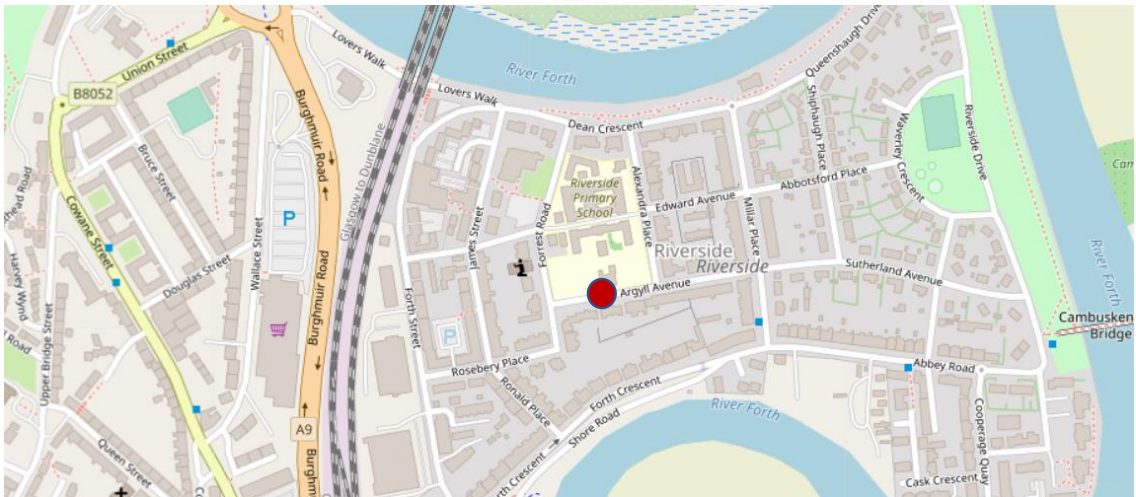 Union Street
B8052
Bruce Street
Cowane Street
Douglas Street
Wallace Street
P
Harvey Wynd
Upper Bridge Street
Road
Queen Street
A9
Burghmuir Road
Burghmuir Road
Burghm
Glasgow to Dunblane
Lovers Walk
Lovers Walk
River Forth
Dean Crescent
Queenshaugh Drive
Shiphaugh Place
Waverley Crescent
Riverside Drive
Riverside
Primary
School
Alexandra Place
Edward Avenue
Abbotsford Place
Millar Place
Forrest Road
James Street
Forth Street
P
Riverside
Riverside
Sutherland Avenue
Argyll Avenue
Rosebery Place
Ronald Place
Forth Crescent
Shore Road
River Forth
River Forth
Abbey Road
Cooperage Quay
Cask Crescent
Cambusken
Bridge
Cam